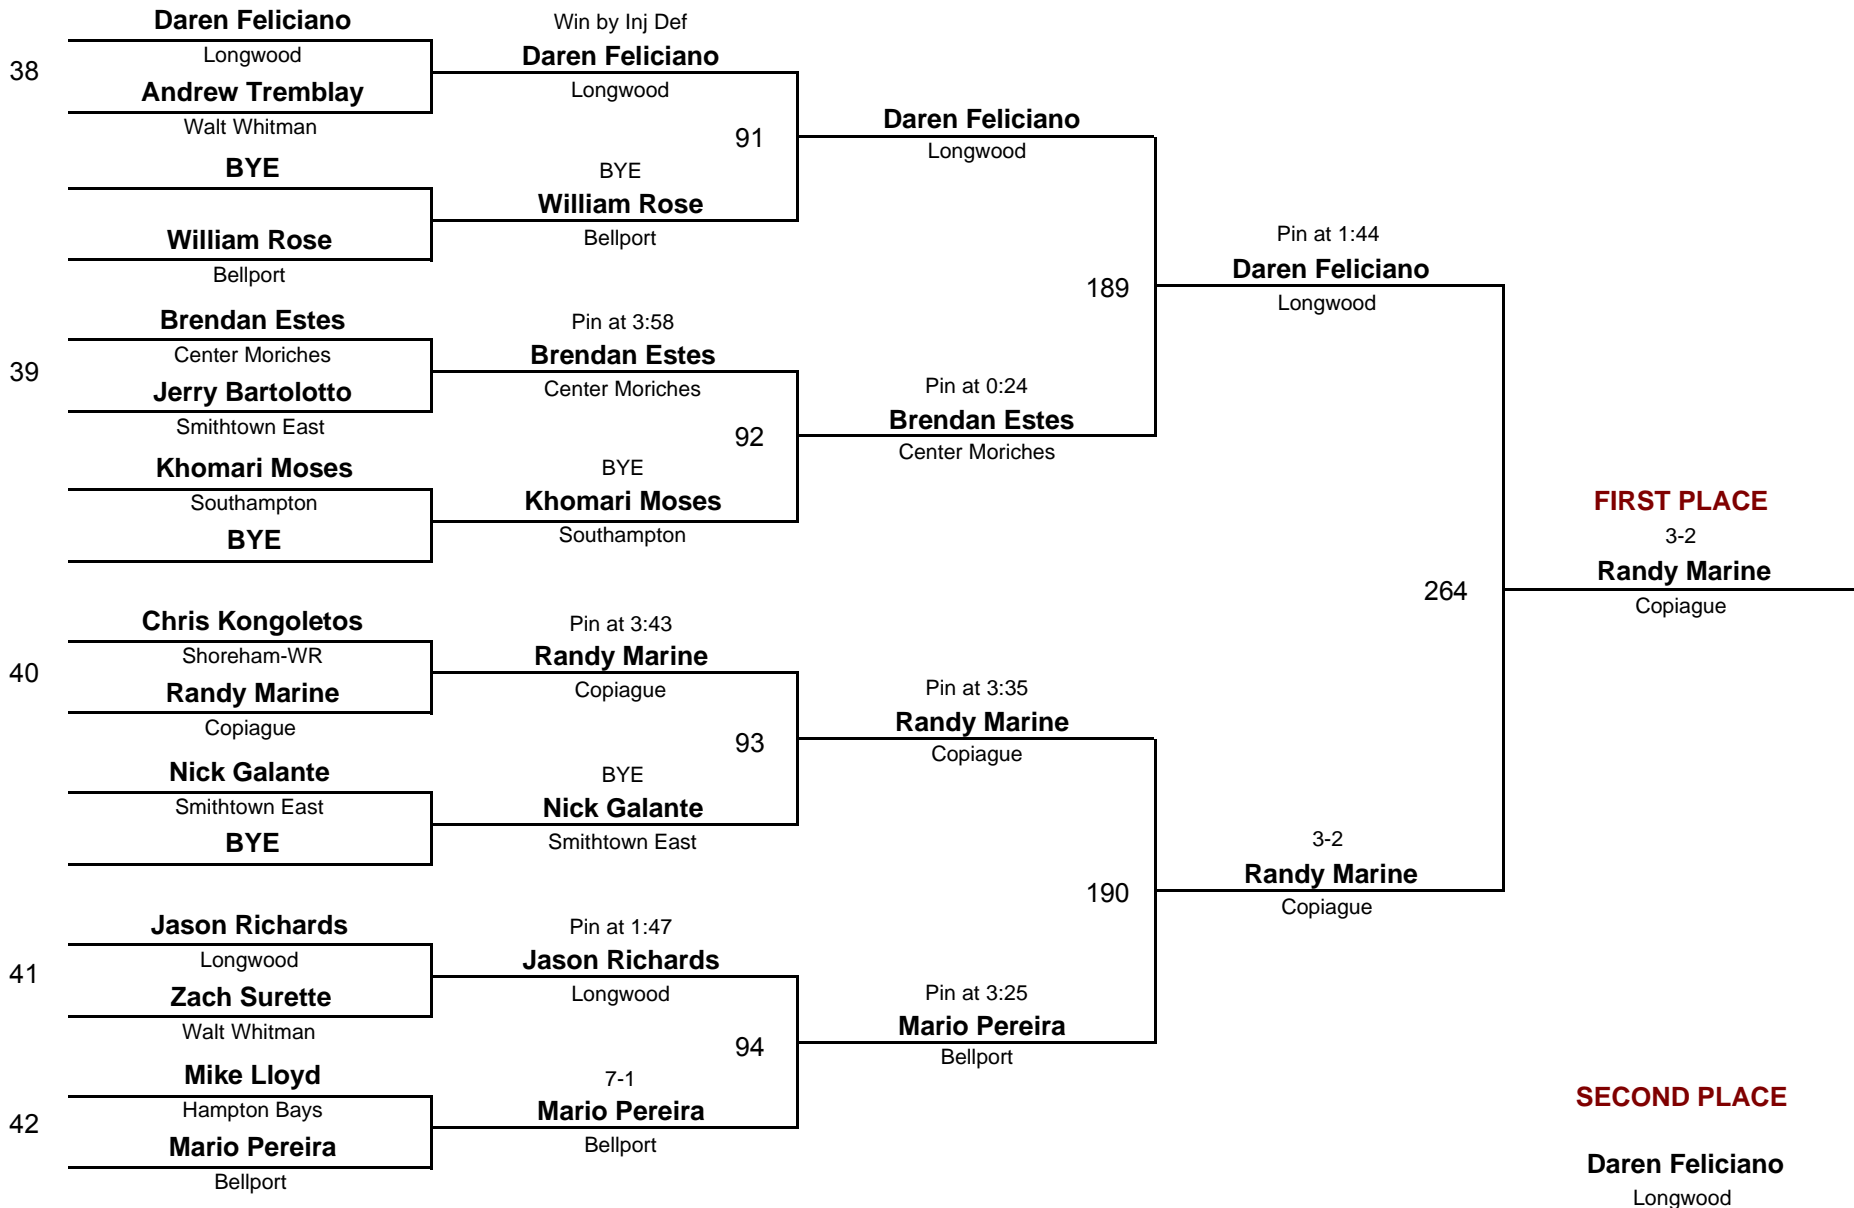 Daren Feliciano
Longwood
38
Andrew Tremblay
Walt Whitman
BYE
William Rose
Bellport
Brendan Estes
Center Moriches
39
Jerry Bartolotto
Smithtown East
Khomari Moses
Southampton
BYE
Chris Kongoletos
Shoreham-WR
40
Randy Marine
Copiague
Nick Galante
Smithtown East
BYE
Jason Richards
Longwood
41
Zach Surette
Walt Whitman
Mike Lloyd
Hampton Bays
42
Mario Pereira
Bellport
Win by Inj Def
Daren Feliciano
Longwood
91
BYE
William Rose
Bellport
Pin at 3:58
Brendan Estes
Center Moriches
92
BYE
Khomari Moses
Southampton
Pin at 3:43
Randy Marine
Copiague
93
BYE
Nick Galante
Smithtown East
Pin at 1:47
Jason Richards
Longwood
94
7-1
Mario Pereira
Bellport
Daren Feliciano
Longwood
189
Pin at 0:24
Brendan Estes
Center Moriches
Pin at 3:35
Randy Marine
Copiague
190
Pin at 3:25
Mario Pereira
Bellport
Pin at 1:44
Daren Feliciano
Longwood
264
3-2
Randy Marine
Copiague
FIRST PLACE
3-2
Randy Marine
Copiague
SECOND PLACE
Daren Feliciano
Longwood